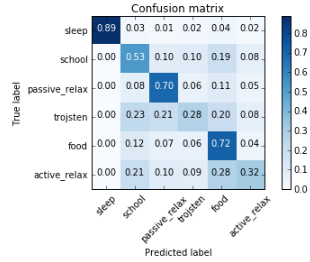 Confusion matrix
sleep 0.89 0.03 0.01 0.02 0.04 0.02
school 0.00 0.53 0.10 0.10 0.19 0.08
passive_relax 0.00 0.08 0.70 0.06 0.11 0.05
trojsten 0.00 0.23 0.21 0.28 0.20 0.08
food 0.00 0.12 0.07 0.06 0.72 0.04
active_relax 0.00 0.21 0.10 0.09 0.28 0.32
sleep school passive_relax trojsten food active_relax
True label
Predicted label
0.8
0.7
0.6
0.5
0.4
0.3
0.2
0.1
0.0